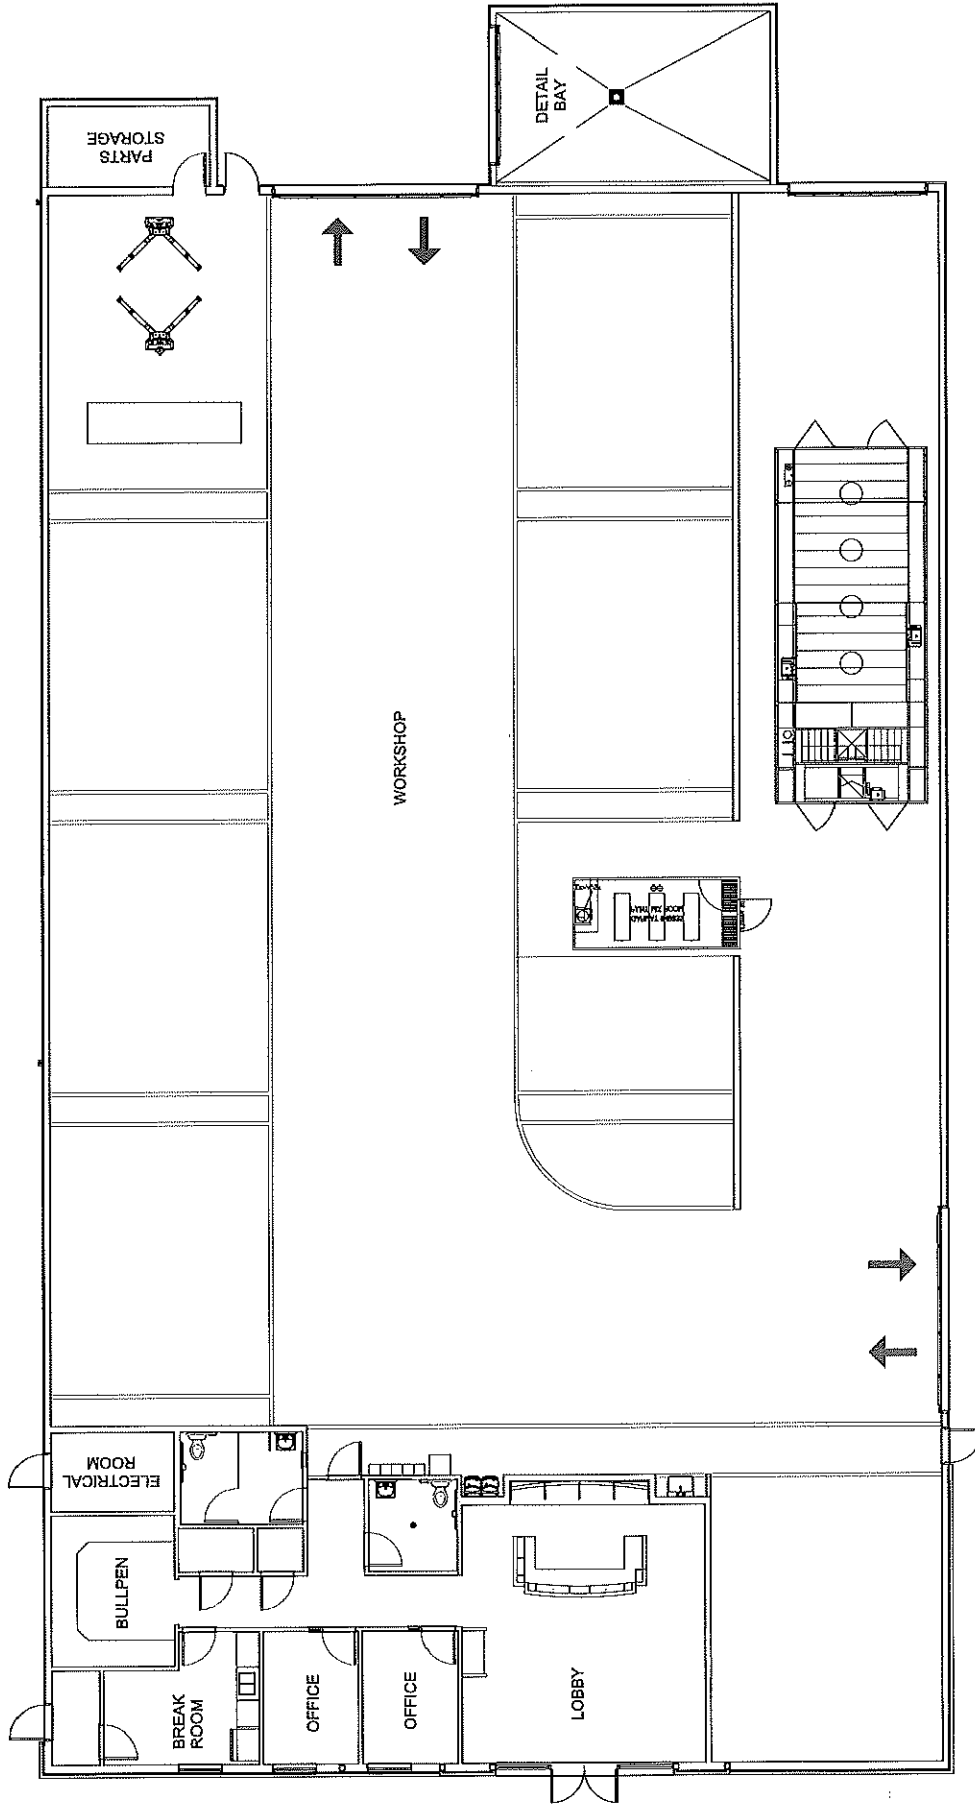 DETAIL
BAY
PARTS
STORAGE
WORKSHOP
ELECTRICAL
ROOM
BULLPEN
BREAK
ROOM
OFFICE
OFFICE
LOBBY